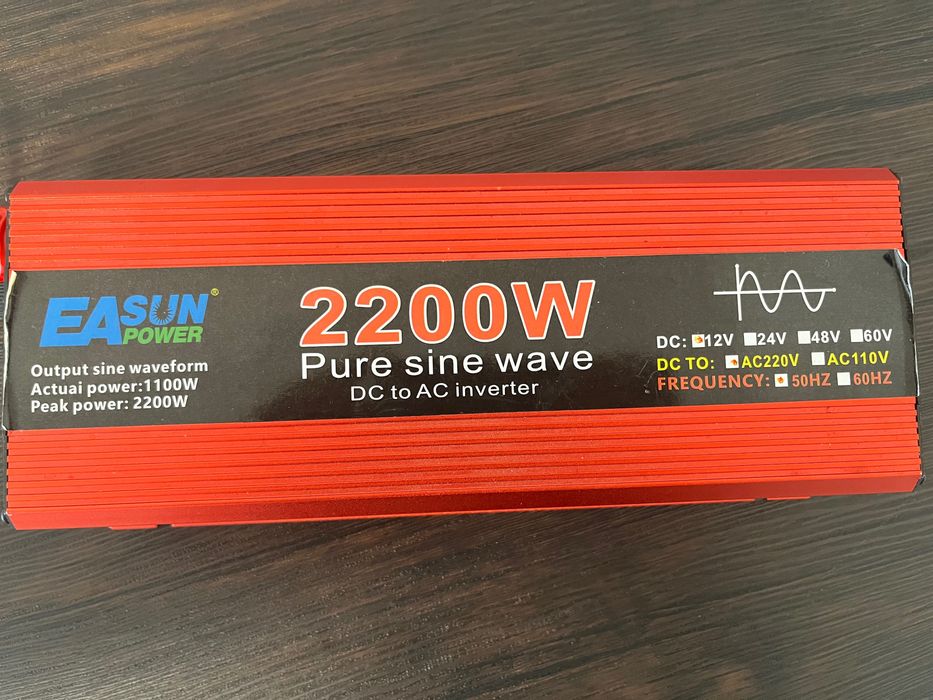 EASUN®
POWER
Output sine waveform
Actuai power:1100W
Peak power: 2200W
2200W
Pure sine wave
DC to AC inverter
DC: 12V 24V 48V 60V
DC TO: AC220V AC110V
FREQUENCY: 50HZ 60HZ